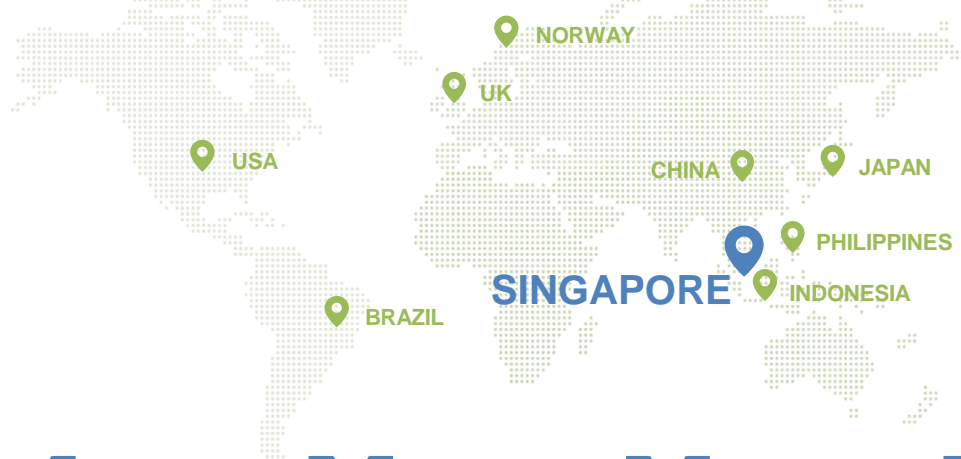 NORWAY
UK
USA
CHINA
JAPAN
PHILIPPINES
SINGAPORE
INDONESIA
BRAZIL